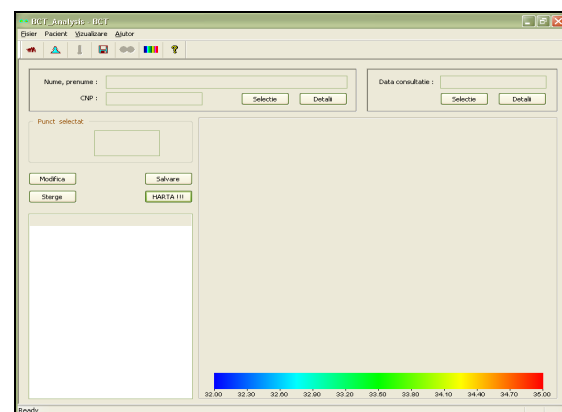 BCT_Analysis - BCT
Fisier Pacient Vizualizare Ajutor
Nume, prenume :
CNP :
Selectie
Detalii
Data consultatie :
Selectie
Detalii
Punct selectat
Modifica
Salvare
Sterge
HARTA !!!
32.00 32.30 32.60 32.90 33.20 33.50 33.80 34.10 34.40 34.70 35.00
Ready